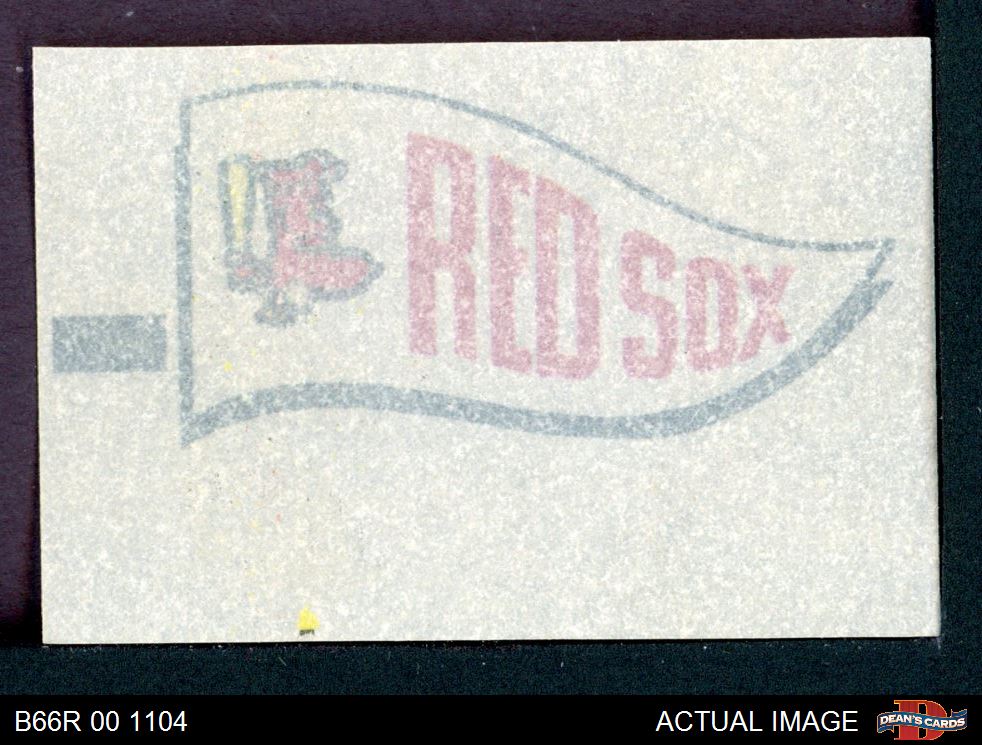 RED SOX
B66R 00 1104
ACTUAL IMAGE
DEAN'S CARDS